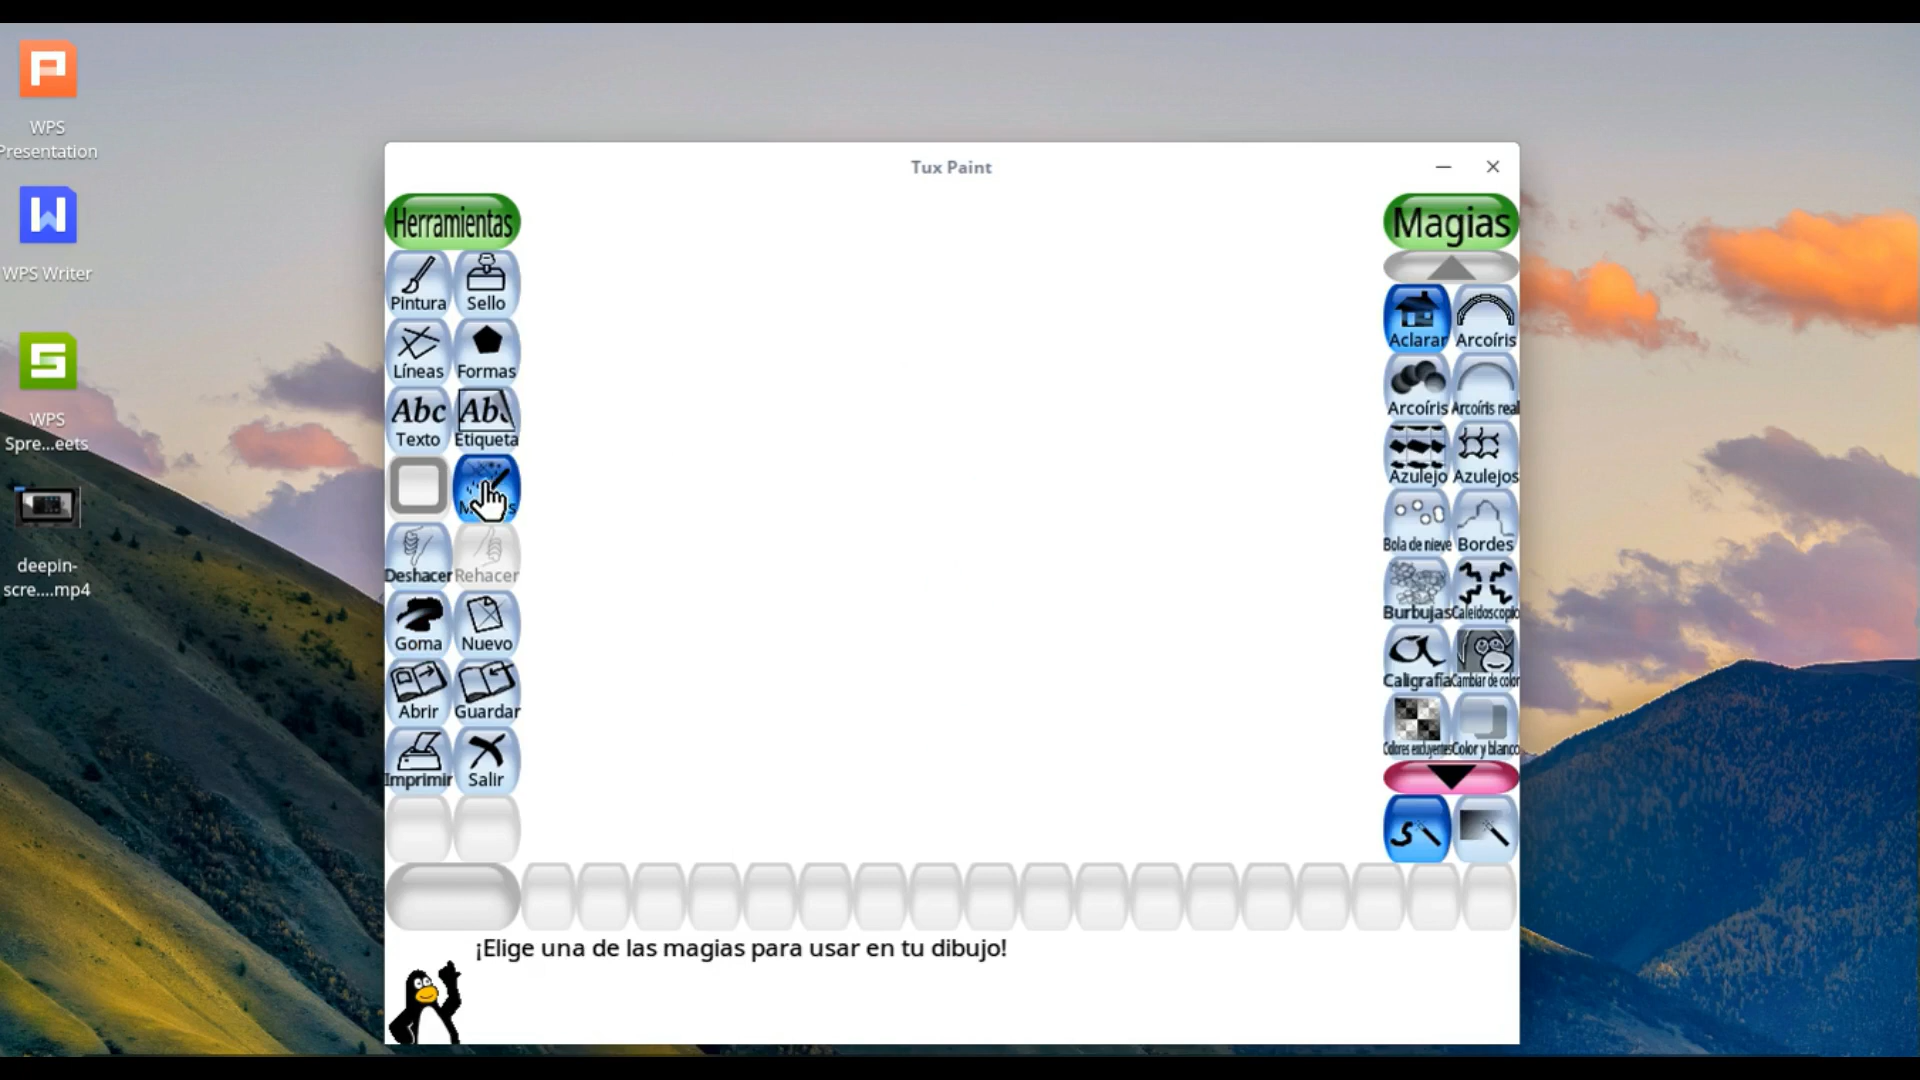 WPS
Presentation
WPS Writer
WPS
Spre...eets
deepin-
scre....mp4
Tux Paint
Herramientas
Pintura
Sello
Líneas
Formas
Abc
Texto
Abc
Etiqueta
Deshacer
Rehacer
Goma
Nuevo
Abrir
Guardar
Imprimir
Salir
Magias
Aclarar
Arcoíris
Arcoíris
Arcoíris real
Azulejo
Azulejos
Bola de nieve
Bordes
Burbujas
Caleidoscopio
Caligrafía
Cambiar de color
Colores excluyentes
Color y blanco
¡Elige una de las magias para usar en tu dibujo!